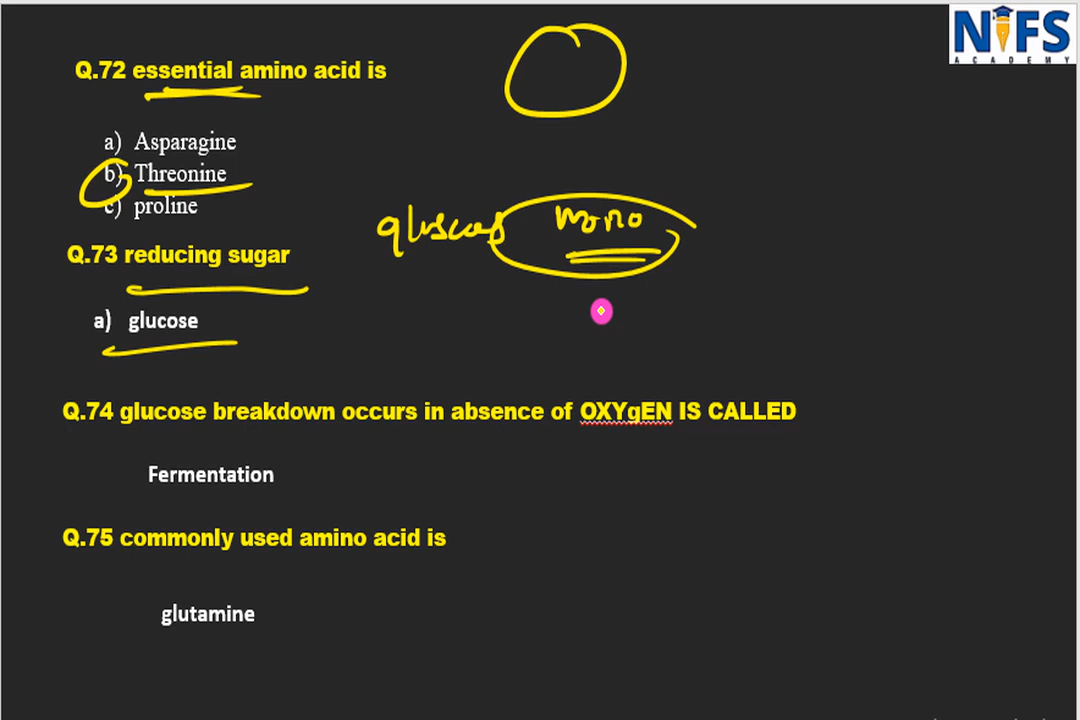 NIFS
ACADEMY
Q.72 essential amino acid is
a) Asparagine
b) Threonine
c) proline
mono
Q.73 reducing sugar
a) glucose
Q.74 glucose breakdown occurs in absence of OXYgEN IS CALLED
Fermentation
Q.75 commonly used amino acid is
glutamine